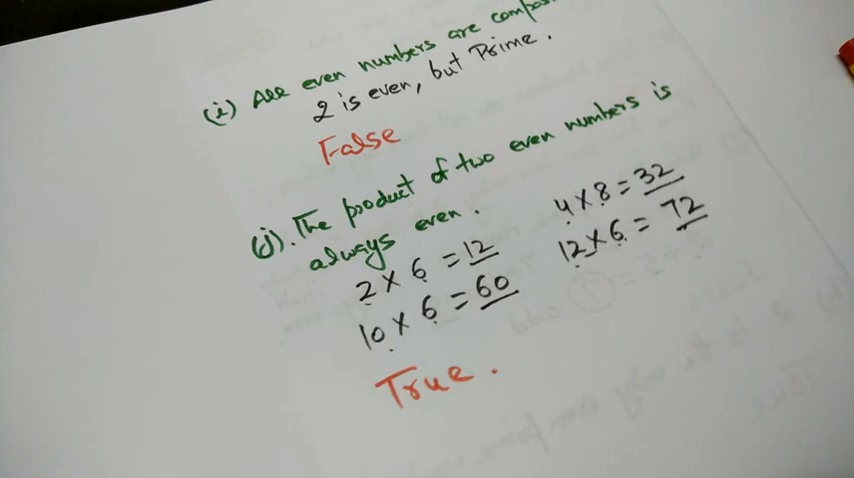 (i) All even numbers are
2 is even, but Prime.
False
(j). The product of two even numbers is
always even.
2 × 6 = 12
4 × 8 = 32
10 × 6 = 60
12 × 6 = 72
True.